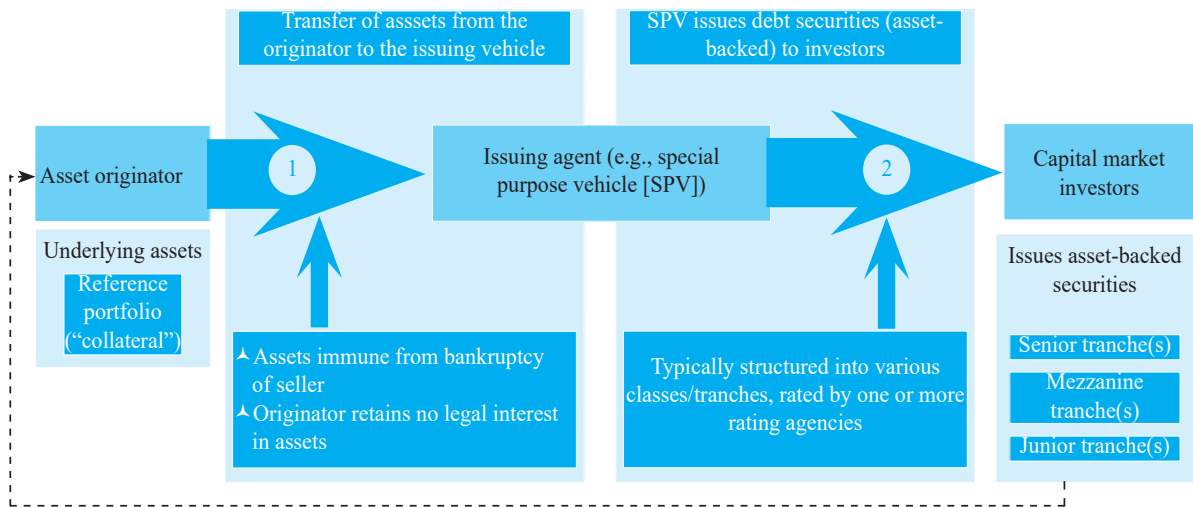 Transfer of asssets from the
originator to the issuing vehicle
SPV issues debt securities (asset-
backed) to investors
Asset originator
1
Issuing agent (e.g., special
purpose vehicle [SPV])
2
Capital market
investors
Underlying assets
Reference
portfolio
(“collateral”)
Assets immune from bankruptcy
of seller
Originator retains no legal interest
in assets
Typically structured into various
classes/tranches, rated by one or more
rating agencies
Issues asset-backed
securities
Senior tranche(s)
Mezzanine
tranche(s)
Junior tranche(s)